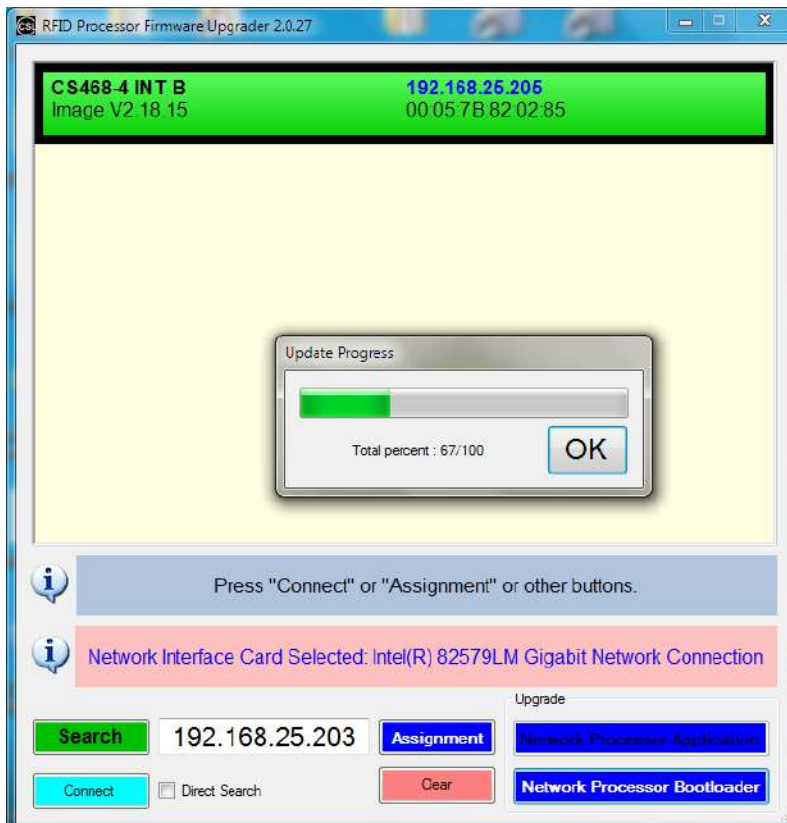 CS RFID Processor Firmware Upgrader 2.0.27
CS468-4 INT B 192.168.25.205
Image V2.18.15 00:05:7B:82:02:85
Update Progress
Total percent : 67/100 OK
Press "Connect" or "Assignment" or other buttons.
Network Interface Card Selected: Intel(R) 82579LM Gigabit Network Connection
Upgrade
Search 192.168.25.203 Assignment Network Processor Application
Connect Direct Search Clear Network Processor Bootloader